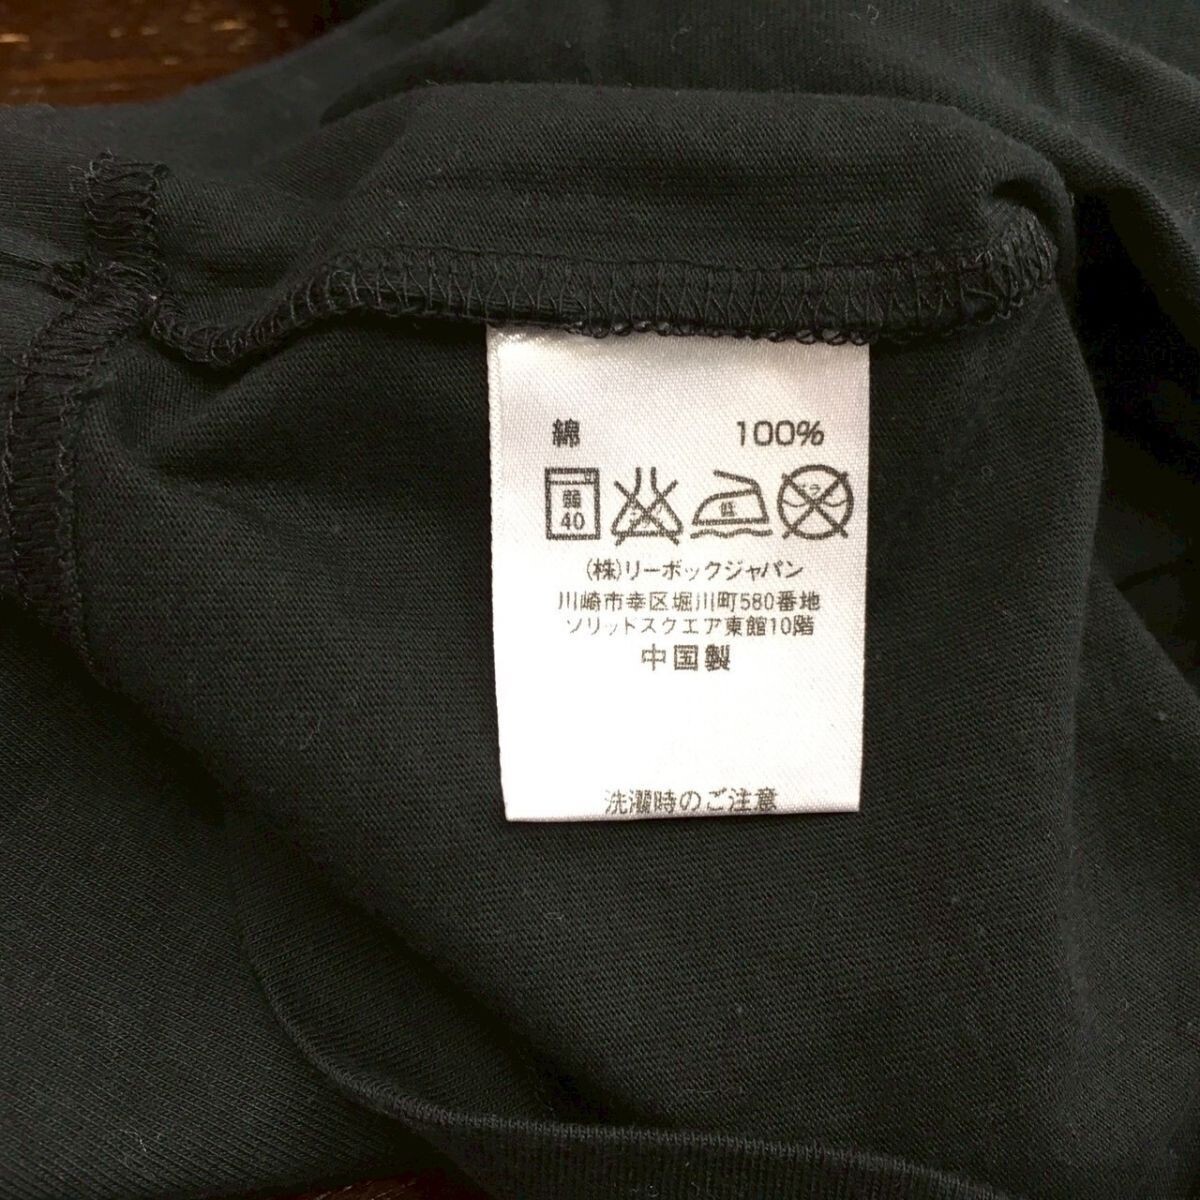 綿 100%
弱 40 低
(株)リーボックジャパン
川崎市幸区堀川町580番地
ソリッドスクエア東館10階
中国製
洗濯時のご注意